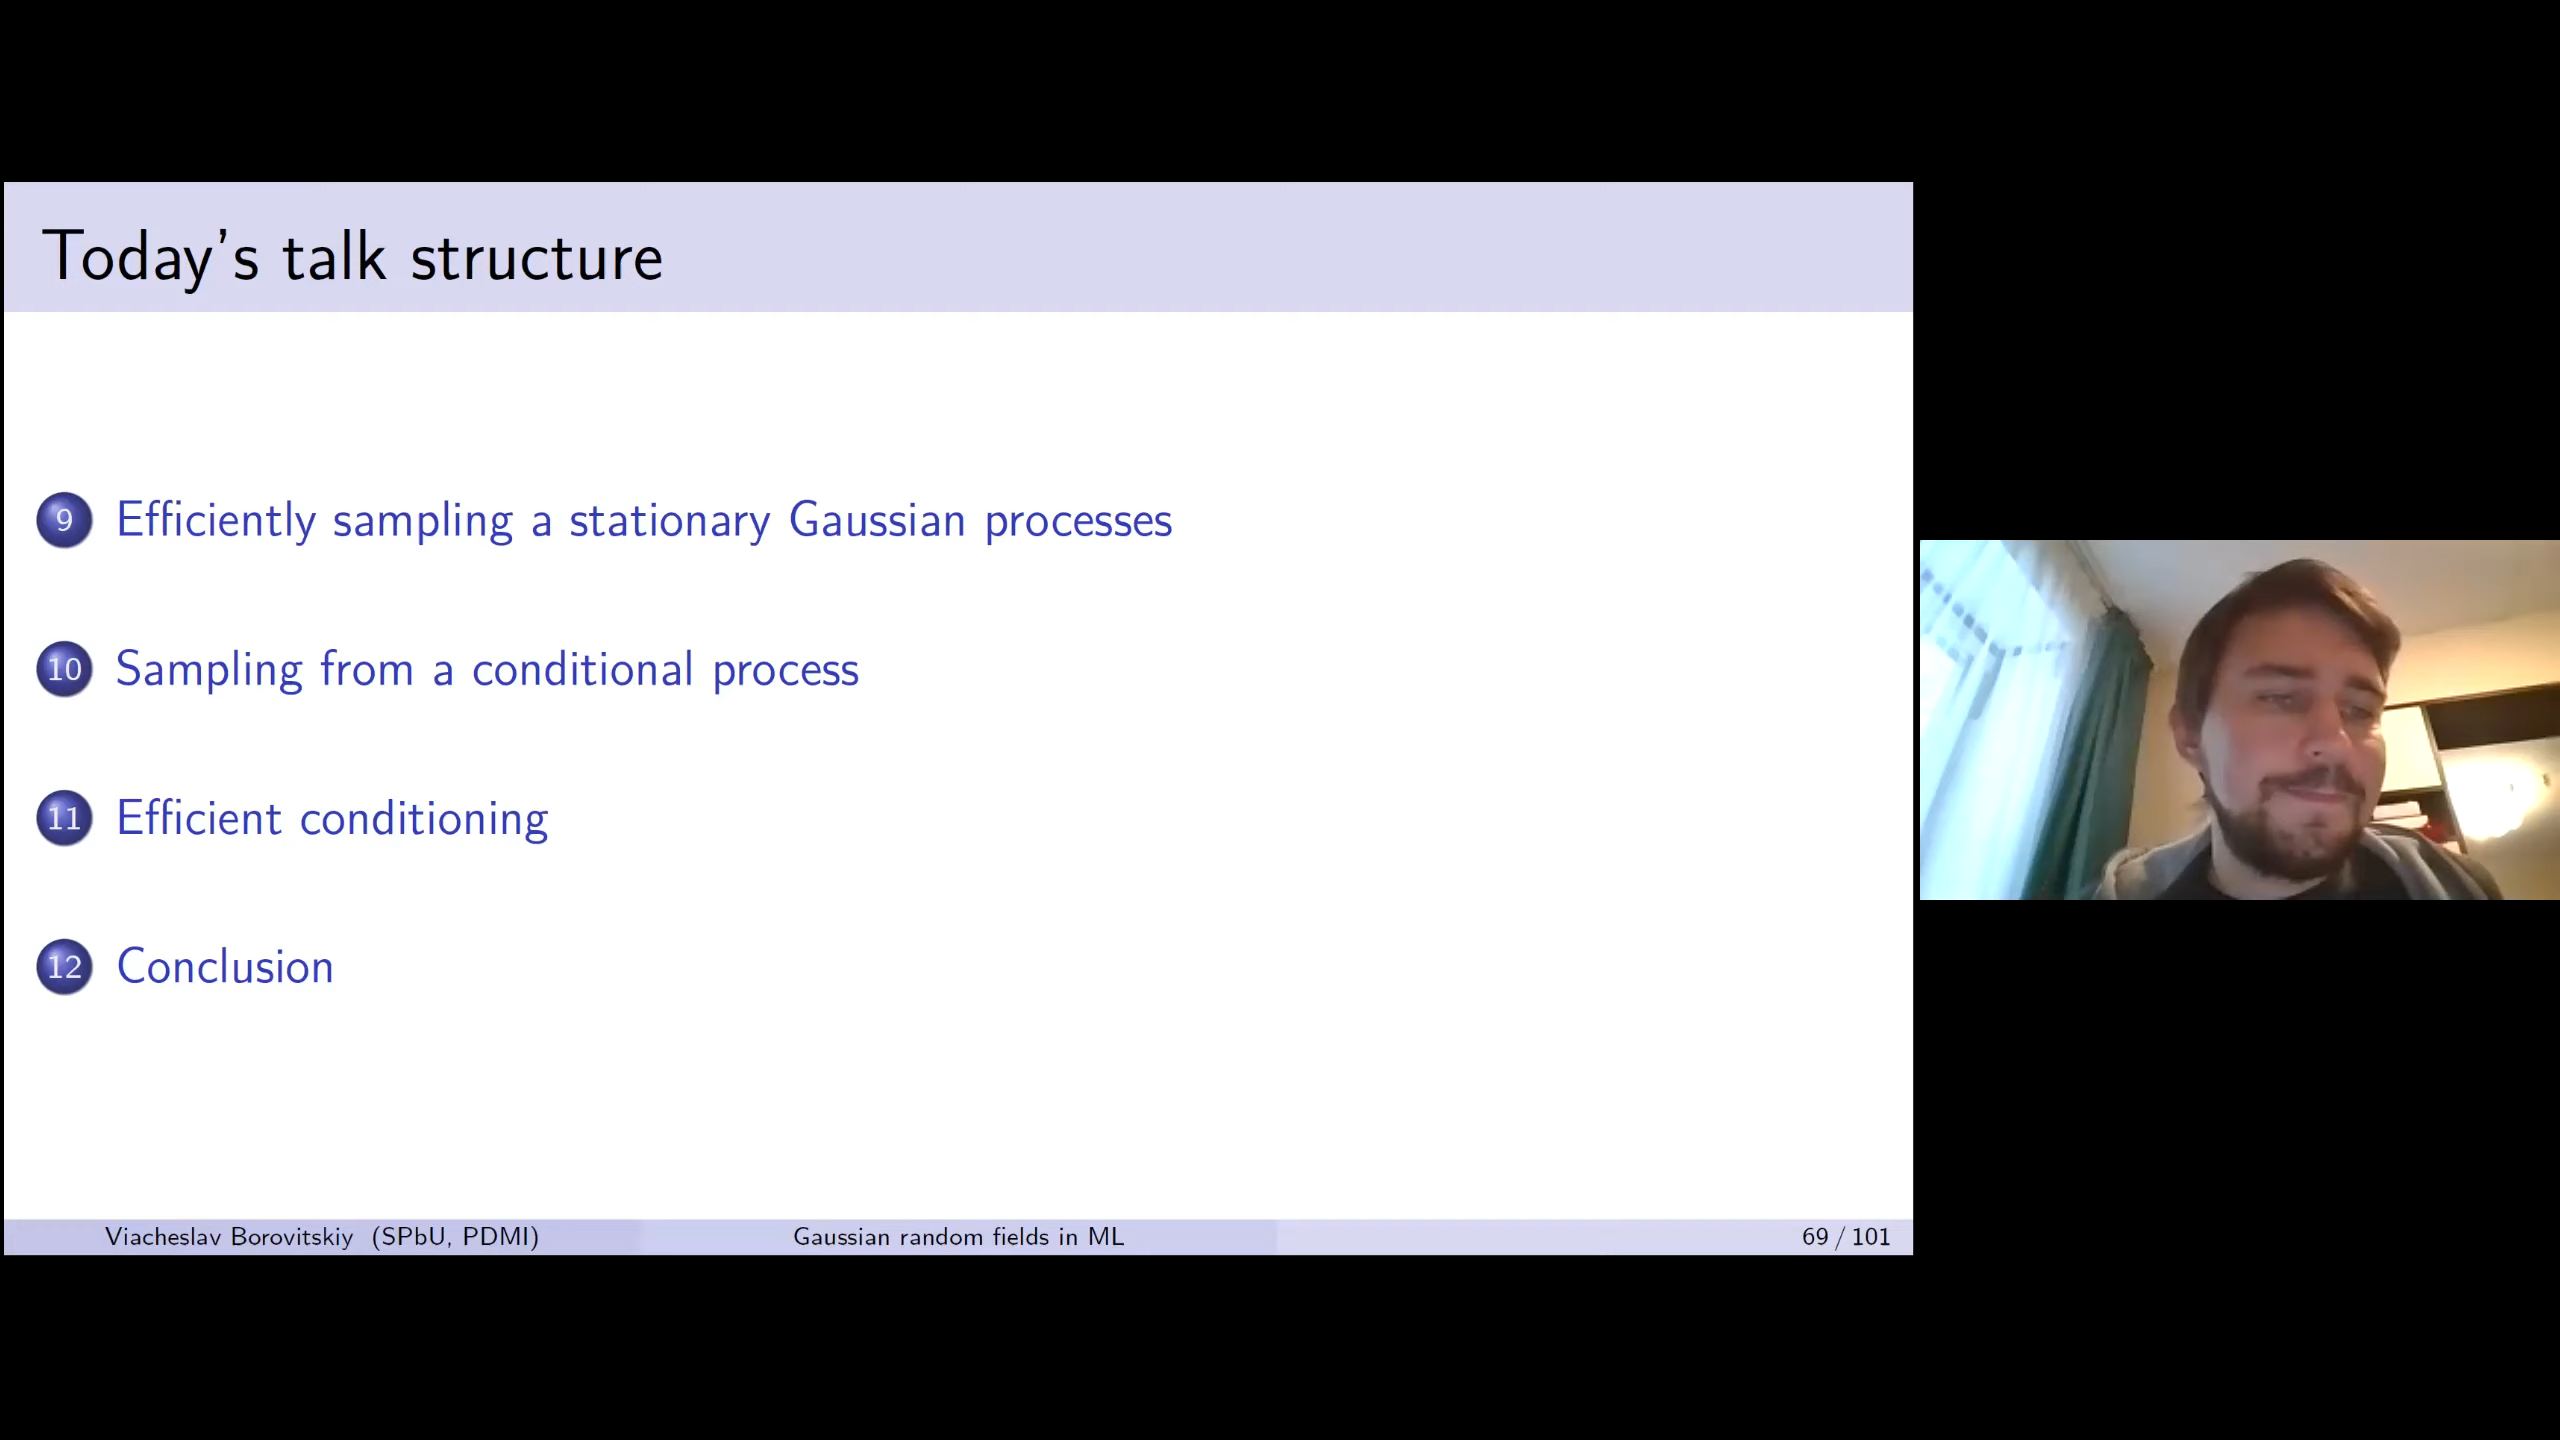 Today's talk structure
9 Efficiently sampling a stationary Gaussian processes
10 Sampling from a conditional process
11 Efficient conditioning
12 Conclusion
Viacheslav Borovitskiy (SPbU, PDMI) Gaussian random fields in ML 69 / 101